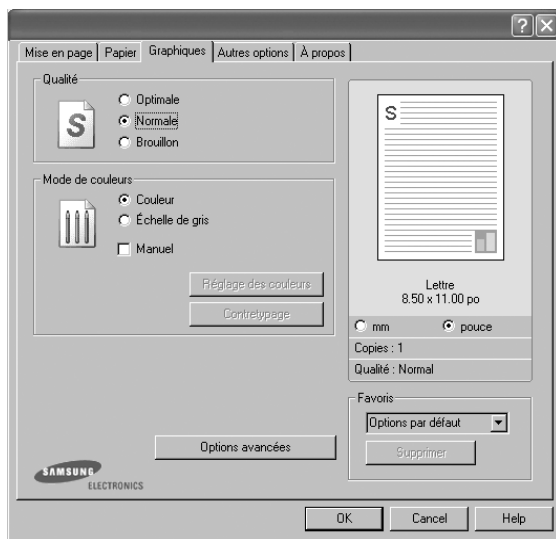 Mise en page
Papier
Graphiques
Autres options
À propos
Qualité
S
Optimale
Normale
Brouillon
Mode de couleurs
Couleur
Échelle de gris
Manuel
Réglage des couleurs
Contretypage
Options avancées
SAMSUNG
ELECTRONICS
S
Lettre
8.50 x 11.00 po
mm
pouce
Copies : 1
Qualité : Normal
Favoris
Options par défaut
Supprimer
OK
Cancel
Help